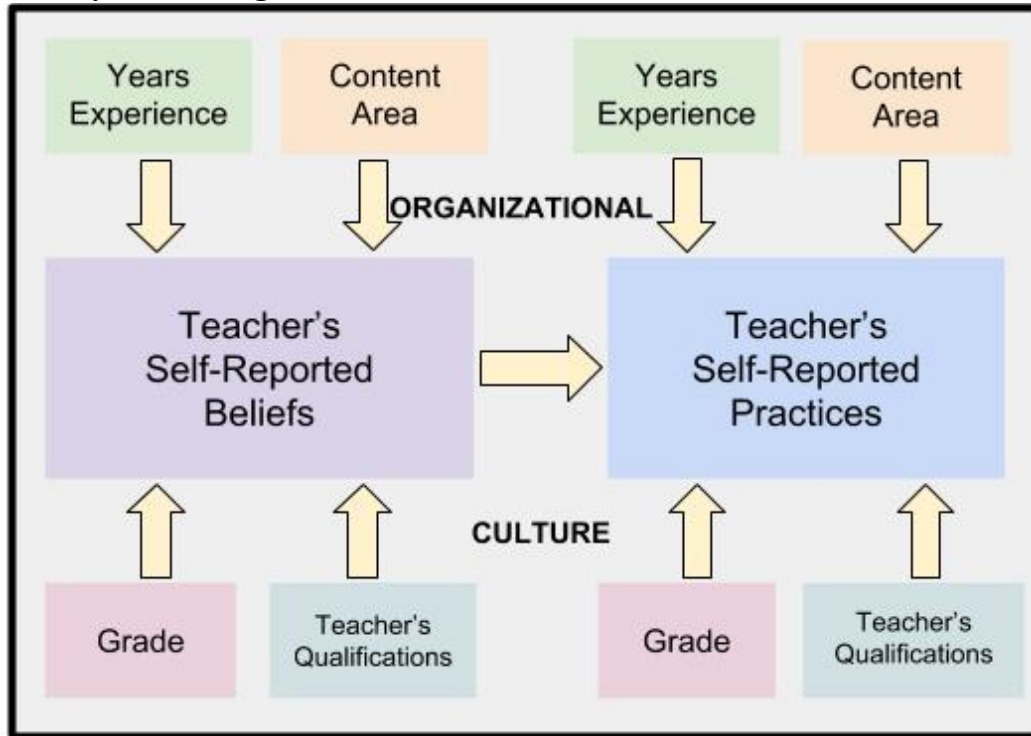 Years
Experience
Content
Area
Years
Experience
Content
Area
ORGANIZATIONAL
Teacher's
Self-Reported
Beliefs
Teacher's
Self-Reported
Practices
CULTURE
Grade
Teacher's
Qualifications
Grade
Teacher's
Qualifications